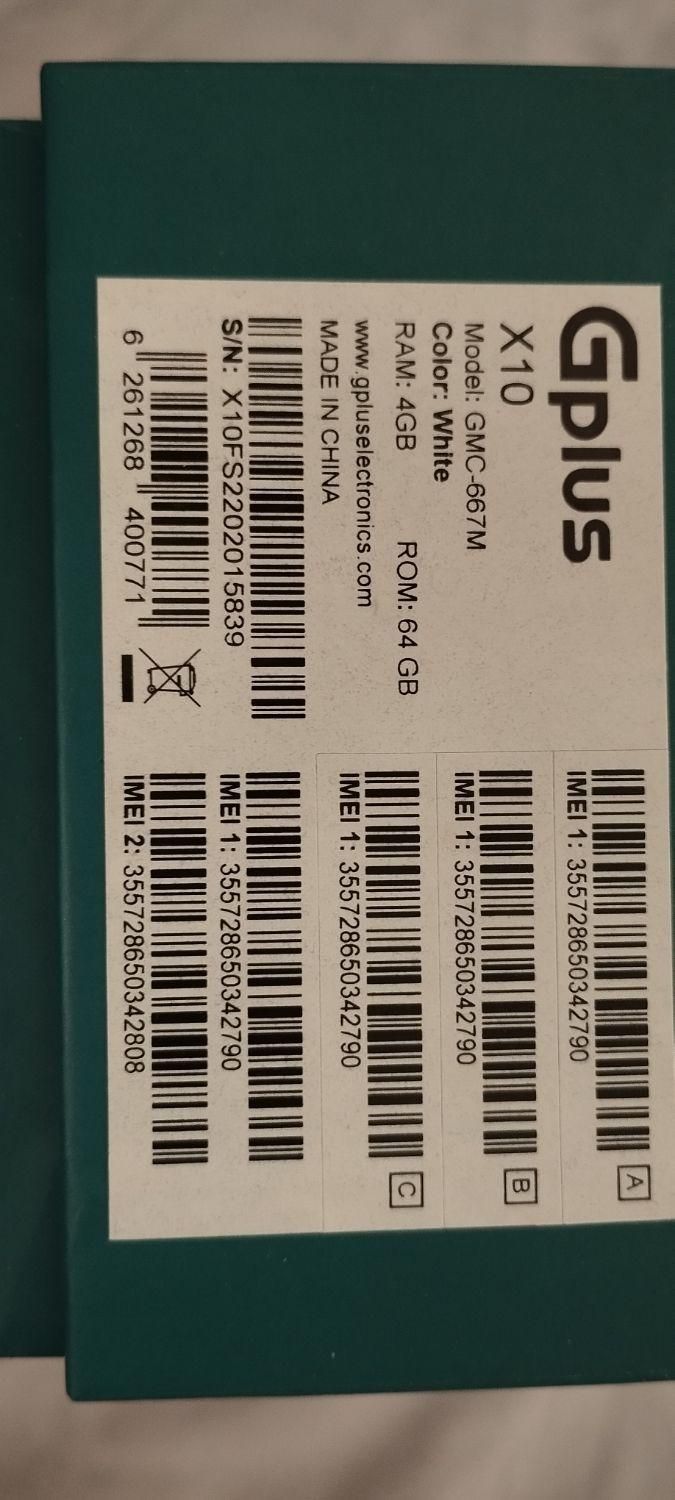 Gplus
X10
Model: GMC-667M
Color: White
RAM: 4GB ROM: 64 GB
www.gpluselectronics.com
MADE IN CHINA
S/N: X10FS2202015839
6 261268 400771
IMEI 1: 355728650342790
A
IMEI 1: 355728650342790
B
IMEI 1: 355728650342790
C
IMEI 1: 355728650342790
IMEI 2: 355728650342808